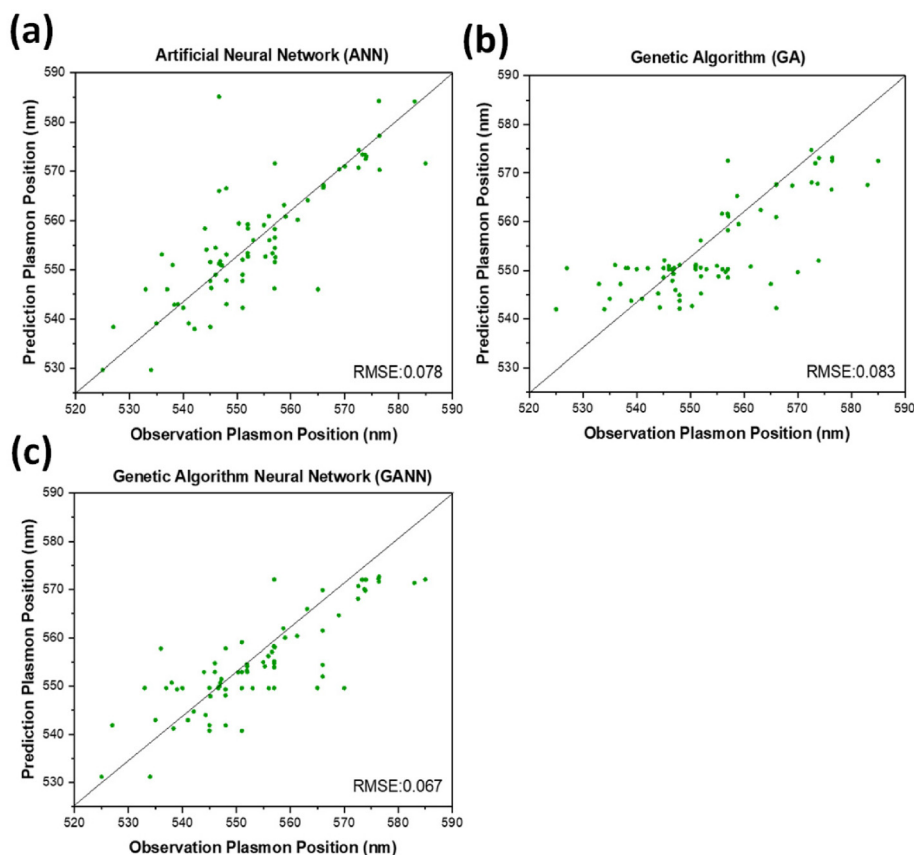 (a)
Artificial Neural Network (ANN)
Prediction Plasmon Position (nm)
590
580
570
560
550
540
530
RMSE:0.078
520 530 540 550 560 570 580 590
Observation Plasmon Position (nm)
(b)
Genetic Algorithm (GA)
Prediction Plasmon Position (nm)
590
580
570
560
550
540
530
RMSE:0.083
520 530 540 550 560 570 580 590
Observation Plasmon Position (nm)
(c)
Genetic Algorithm Neural Network (GANN)
Prediction Plasmon Position (nm)
590
580
570
560
550
540
530
RMSE:0.067
520 530 540 550 560 570 580 590
Observation Plasmon Position (nm)